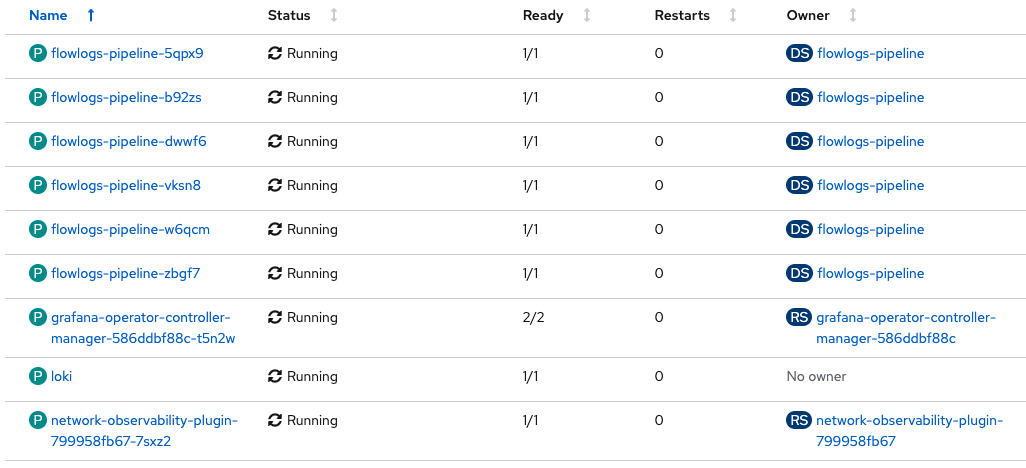 Name Status Ready Restarts Owner
P flowlogs-pipeline-5qpx9 Running 1/1 0 DS flowlogs-pipeline
P flowlogs-pipeline-b92zs Running 1/1 0 DS flowlogs-pipeline
P flowlogs-pipeline-dwwf6 Running 1/1 0 DS flowlogs-pipeline
P flowlogs-pipeline-vksn8 Running 1/1 0 DS flowlogs-pipeline
P flowlogs-pipeline-w6qcm Running 1/1 0 DS flowlogs-pipeline
P flowlogs-pipeline-zbgf7 Running 1/1 0 DS flowlogs-pipeline
P grafana-operator-controller- Running 2/2 0 RS grafana-operator-controller-
manager-586ddbf88c-t5n2w manager-586ddbf88c
P loki Running 1/1 0 No owner
P network-observability-plugin- Running 1/1 0 RS network-observability-plugin-
799958fb67-7sxz2 799958fb67